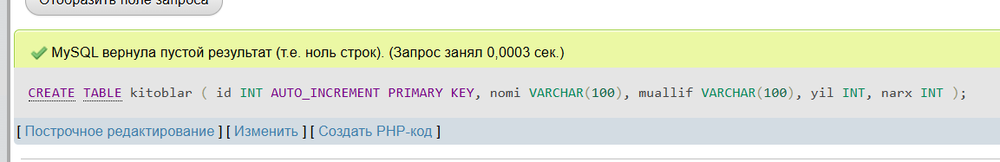 Отобразить поле запроса
MySQL вернула пустой результат (т.е. ноль строк). (Запрос занял 0,0003 сек.)
CREATE TABLE kitoblar ( id INT AUTO_INCREMENT PRIMARY KEY, nomi VARCHAR(100), muallif VARCHAR(100), yil INT, narx INT );
[ Построчное редактирование ] [ Изменить ] [ Создать PHP-код ]